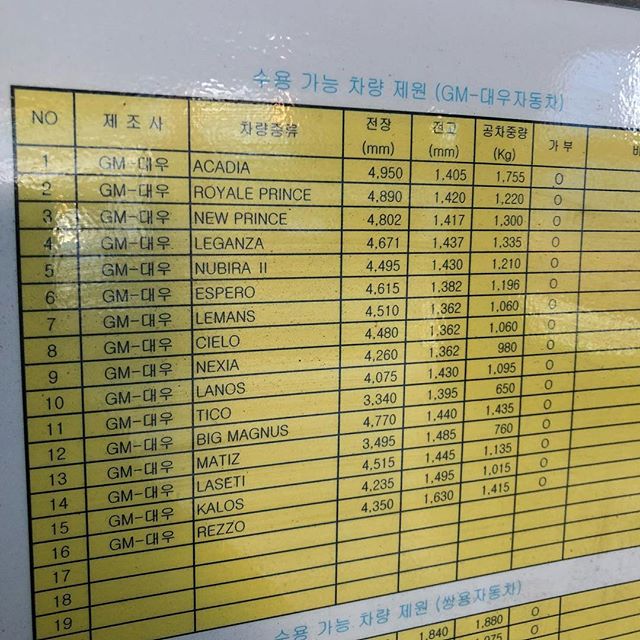 수용 가능 차량 제원 (GM-대우자동차)
NO 제조사 차량종류 전장 (mm) 전고 (mm) 공차중량 (Kg) 가부
1 GM-대우 ACADIA 4,950 1,405 1,755 O
2 GM-대우 ROYALE PRINCE 4,890 1,420 1,220 O
3 GM-대우 NEW PRINCE 4,802 1,417 1,300 O
4 GM-대우 LEGANZA 4,671 1,437 1,335 O
5 GM-대우 NUBIRA II 4,495 1,430 1,210 O
6 GM-대우 ESPERO 4,615 1,382 1,196 O
7 GM-대우 LEMANS 4,510 1,362 1,060 O
8 GM-대우 CIELO 4,480 1,362 1,060 O
9 GM-대우 NEXIA 4,260 1,362 980 O
10 GM-대우 LANOS 4,075 1,430 1,095 O
11 GM-대우 TICO 3,340 1,395 650 O
12 GM-대우 BIG MAGNUS 4,770 1,440 1,435 O
13 GM-대우 MATIZ 3,495 1,485 760 O
14 GM-대우 LASETI 4,515 1,445 1,135 O
15 GM-대우 KALOS 4,235 1,495 1,015 O
16 GM-대우 REZZO 4,350 1,630 1,415 O
17
18
19
수용 가능 차량 제원 (쌍용자동차)
1,840 1,880 O